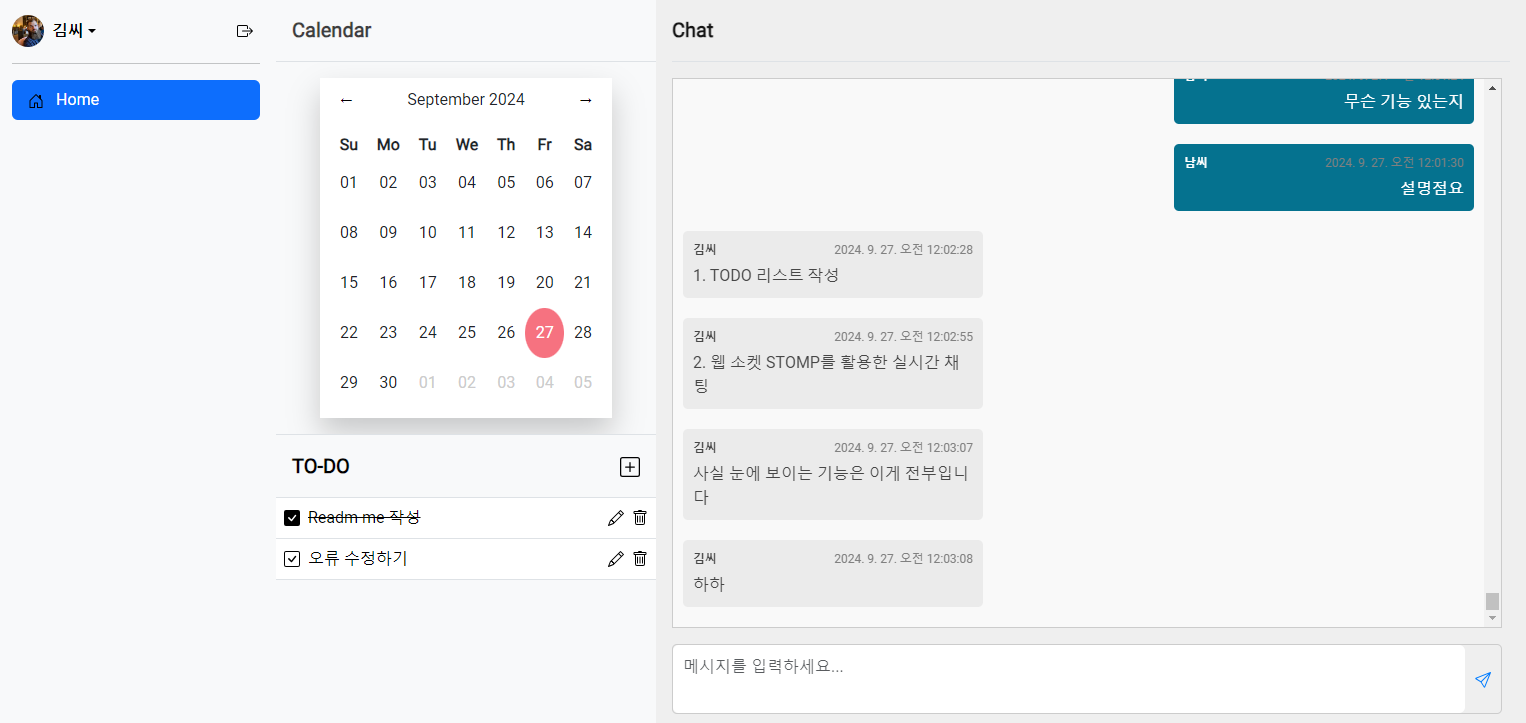 김씨
Home
Calendar
← September 2024 →
Su Mo Tu We Th Fr Sa
01 02 03 04 05 06 07
08 09 10 11 12 13 14
15 16 17 18 19 20 21
22 23 24 25 26 27 28
29 30 01 02 03 04 05
TO-DO
Readm me 작성
오류 수정하기
Chat
무슨 기능 있는지
남씨 2024. 9. 27. 오전 12:01:30
설명점요
김씨 2024. 9. 27. 오전 12:02:28
1. TODO 리스트 작성
김씨 2024. 9. 27. 오전 12:02:55
2. 웹 소켓 STOMP를 활용한 실시간 채
팅
김씨 2024. 9. 27. 오전 12:03:07
사실 눈에 보이는 기능은 이게 전부입니
다
김씨 2024. 9. 27. 오전 12:03:08
하하
메시지를 입력하세요...